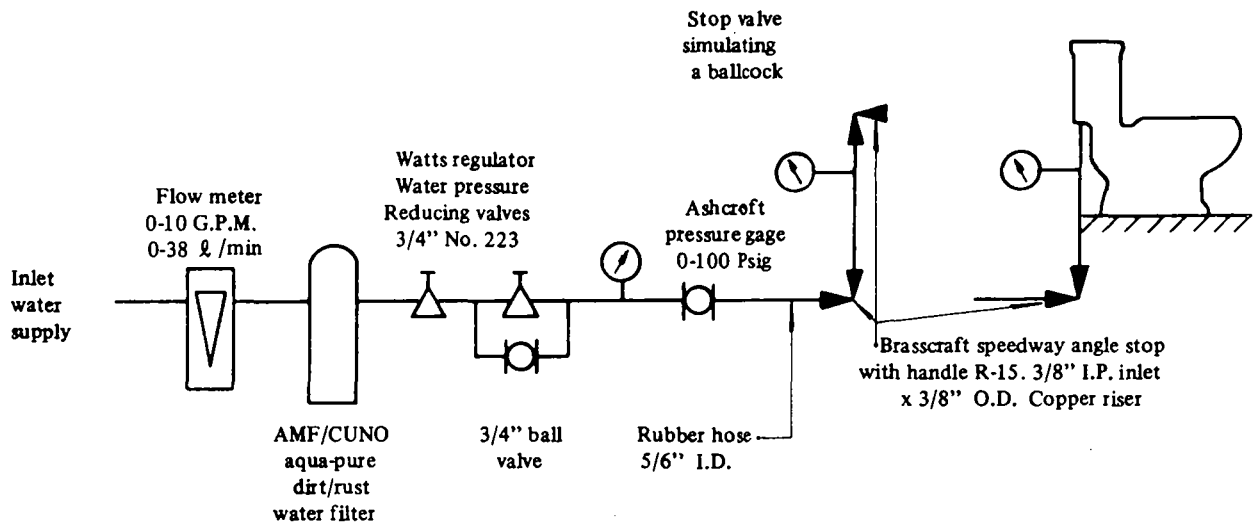 Stop valve
simulating
a ballcock
Watts regulator
Water pressure
Reducing valves
3/4” No. 223
Flow meter
0-10 G.P.M.
0-38 ℓ /min
Ashcroft
pressure gage
0-100 Psig
Inlet
water
supply
Brasscraft speedway angle stop
with handle R-15. 3/8” I.P. inlet
x 3/8” O.D. Copper riser
AMF/CUNO
aqua-pure
dirt/rust
water filter
3/4” ball
valve
Rubber hose
5/6” I.D.